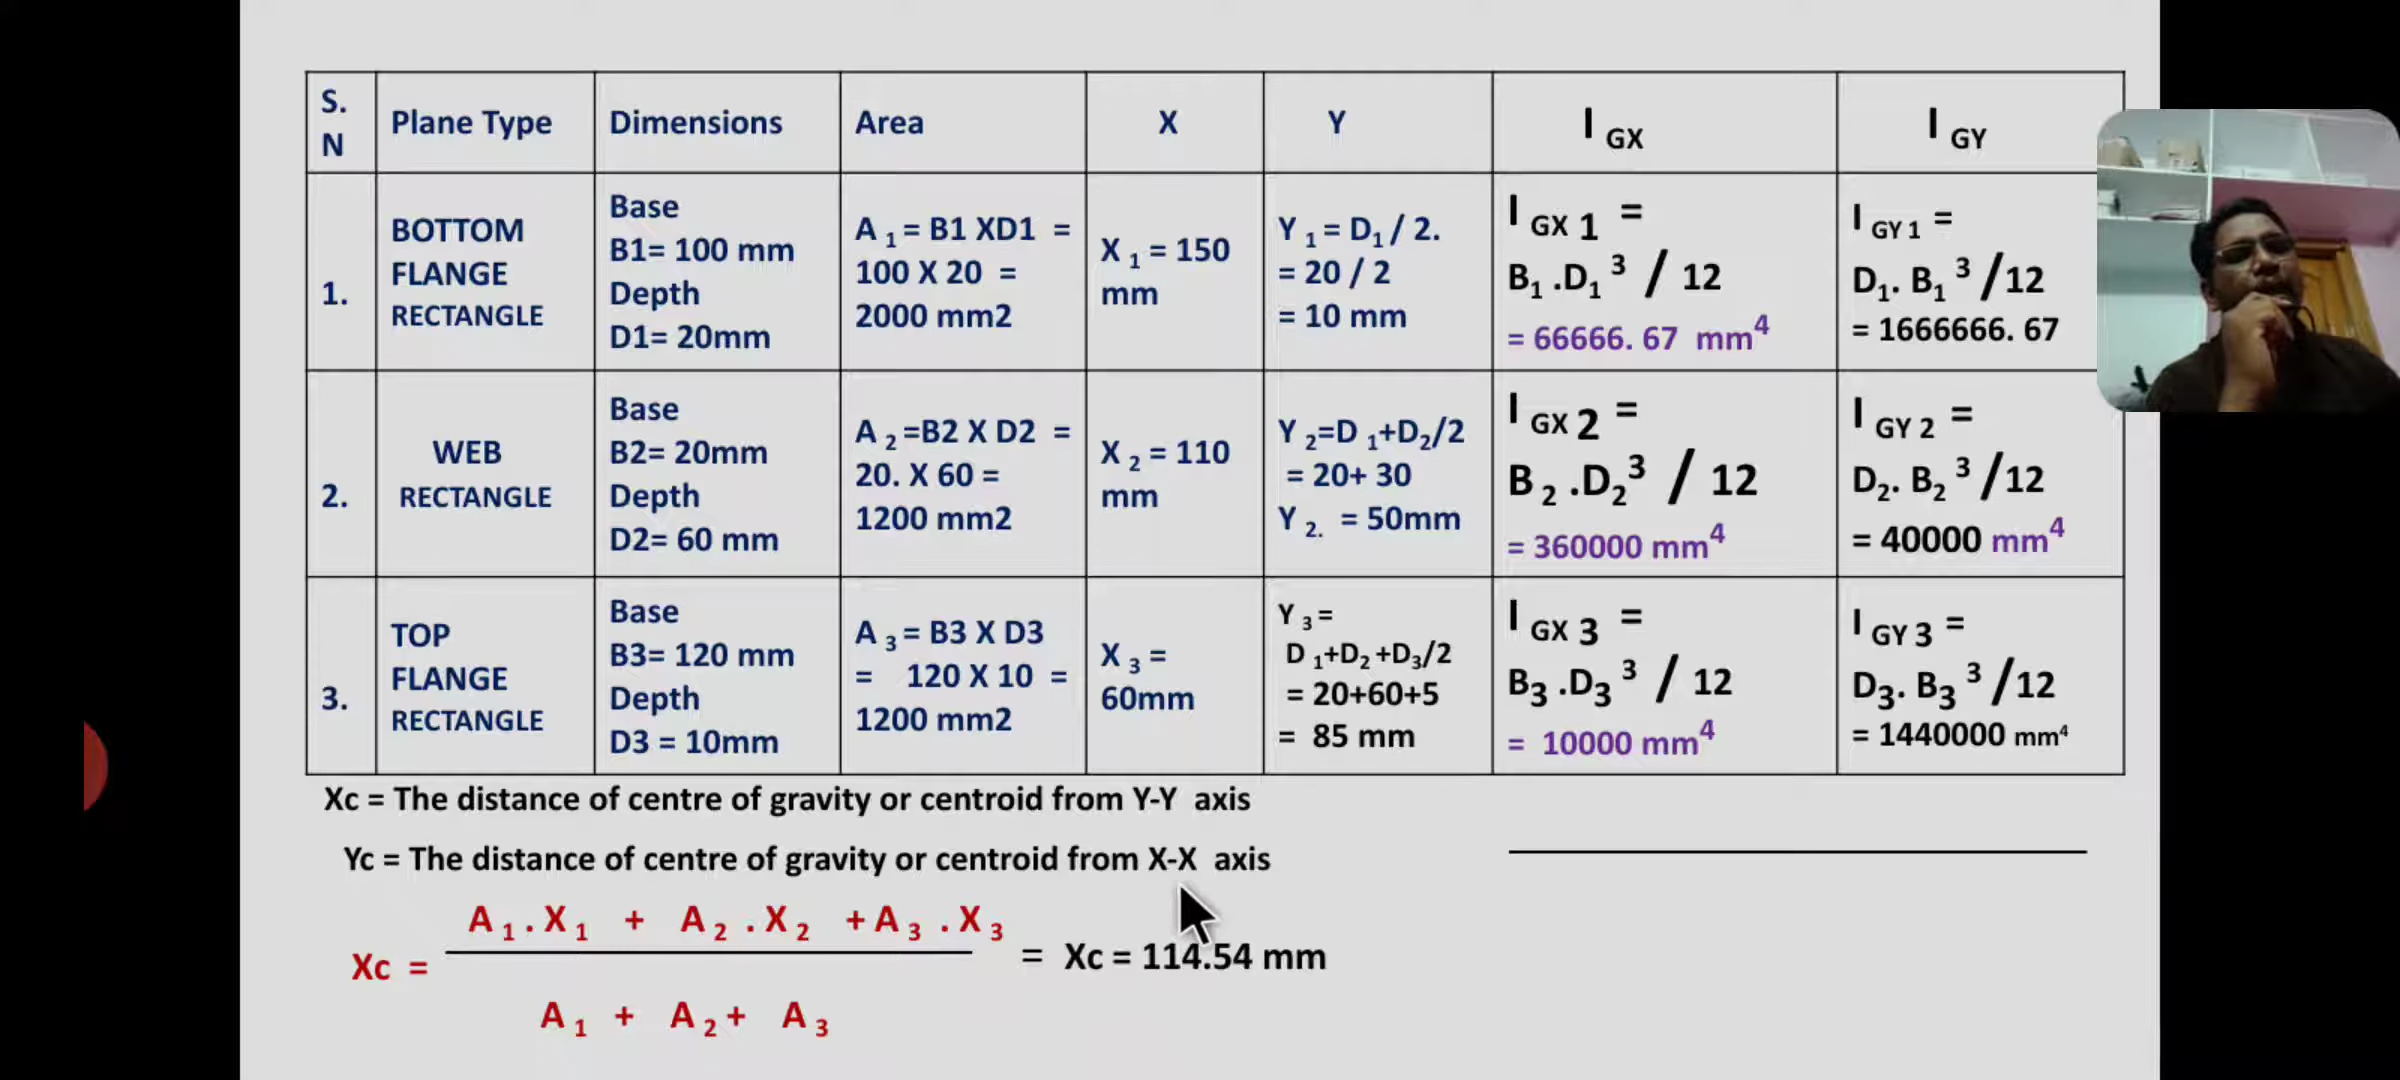 S.
N
Plane Type
Dimensions
Area
X
Y
I GX
I GY
1.
BOTTOM
FLANGE
RECTANGLE
Base
B1= 100 mm
Depth
D1= 20mm
A 1 = B1 XD1 =
100 X 20 =
2000 mm2
X 1 = 150
mm
Y 1 = D1 / 2.
= 20 / 2
= 10 mm
I GX 1 =
B1 .D1 3 / 12
= 66666. 67 mm4
I GY 1 =
D1. B1 3 /12
= 1666666. 67
2.
WEB
RECTANGLE
Base
B2= 20mm
Depth
D2= 60 mm
A 2 =B2 X D2 =
20. X 60 =
1200 mm2
X 2 = 110
mm
Y 2=D 1+D2/2
= 20+ 30
Y 2. = 50mm
I GX 2 =
B 2 .D2 3 / 12
= 360000 mm4
I GY 2 =
D2. B2 3 /12
= 40000 mm4
3.
TOP
FLANGE
RECTANGLE
Base
B3= 120 mm
Depth
D3 = 10mm
A 3 = B3 X D3
= 120 X 10 =
1200 mm2
X 3 =
60mm
Y 3 =
D 1+D2 +D3/2
= 20+60+5
= 85 mm
I GX 3 =
B3 .D3 3 / 12
= 10000 mm4
I GY 3 =
D3. B3 3 /12
= 1440000 mm4
Xc = The distance of centre of gravity or centroid from Y-Y axis
Yc = The distance of centre of gravity or centroid from X-X axis
A 1 . X 1 + A 2 . X 2 + A 3 . X 3
Xc = = Xc = 114.54 mm
A 1 + A 2 + A 3